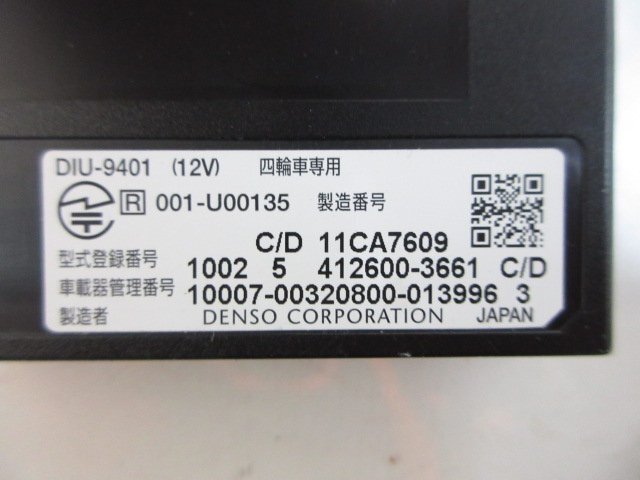 DIU-9401 (12V) 四輪車専用
R 001-U00135 製造番号
C/D 11CA7609
型式登録番号 1002 5 412600-3661 C/D
車載器管理番号 10007-00320800-013996 3
製造者 DENSO CORPORATION JAPAN